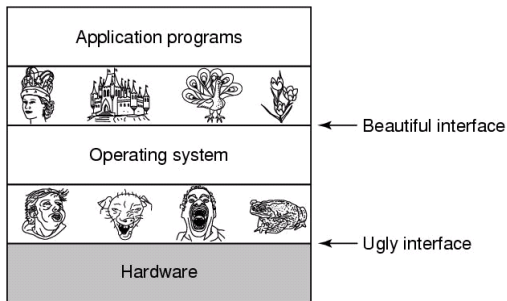 Application programs
Beautiful interface
Operating system
Ugly interface
Hardware